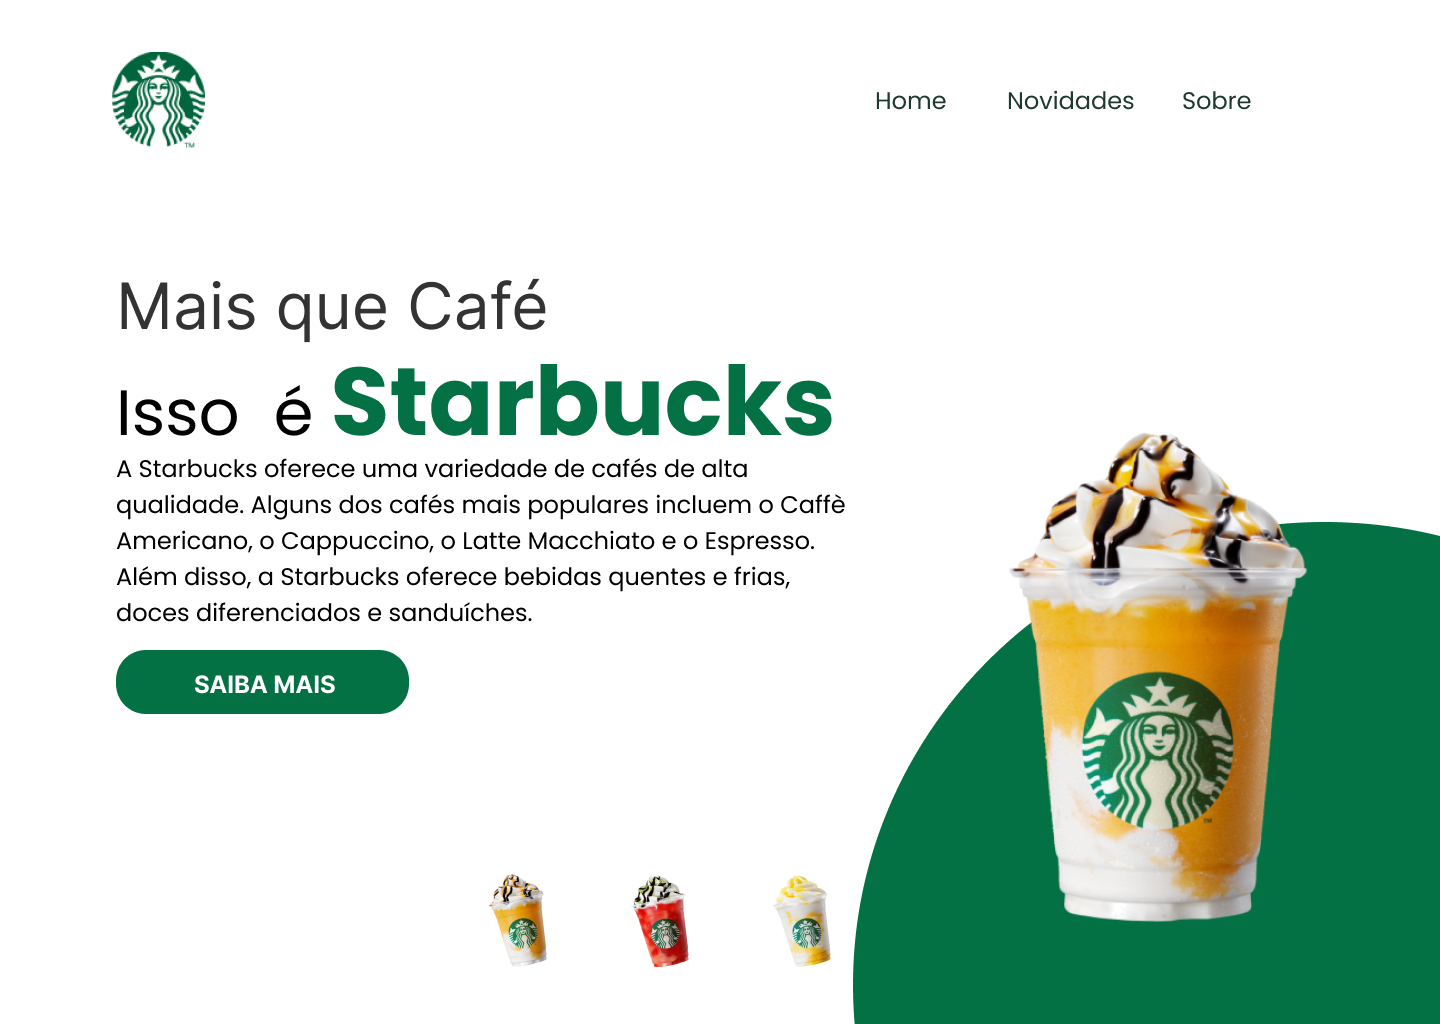 TM
Home Novidades Sobre
Mais que Café
Isso é Starbucks
A Starbucks oferece uma variedade de cafés de alta
qualidade. Alguns dos cafés mais populares incluem o Caffè
Americano, o Cappuccino, o Latte Macchiato e o Espresso.
Além disso, a Starbucks oferece bebidas quentes e frias,
doces diferenciados e sanduíches.
SAIBA MAIS
TM